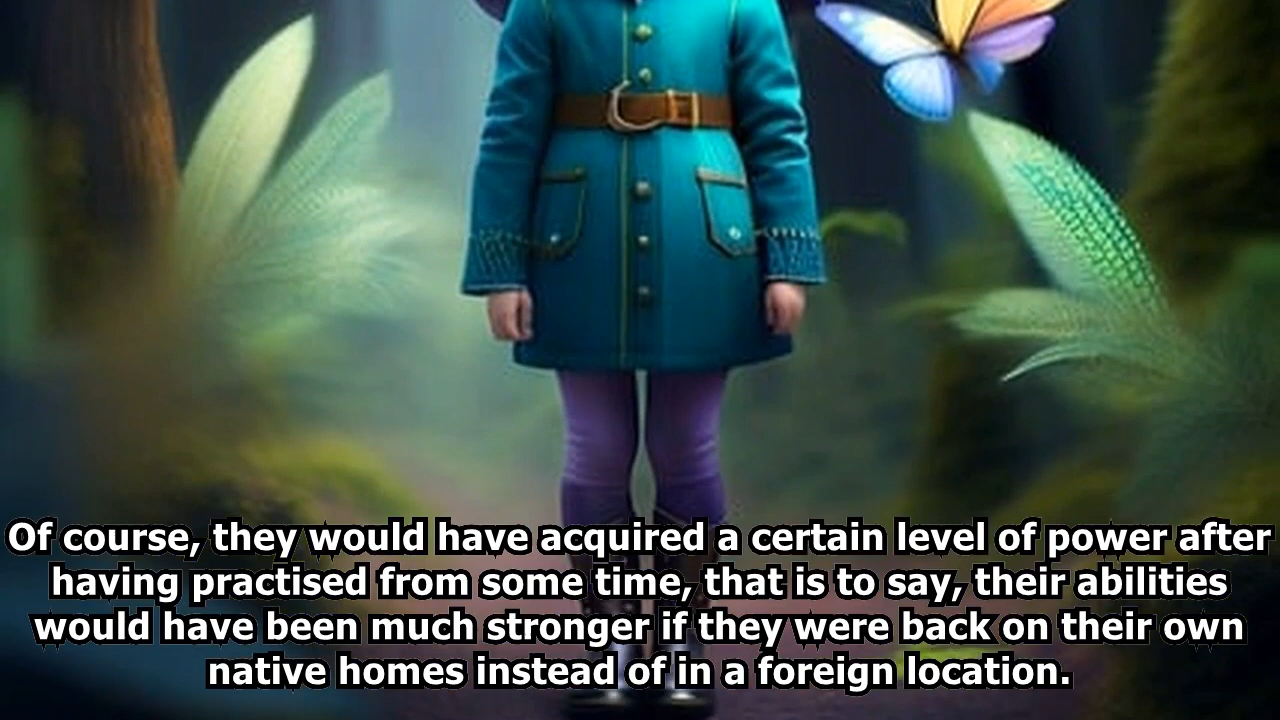 Of course, they would have acquired a certain level of power after
having practised from some time, that is to say, their abilities
would have been much stronger if they were back on their own
native homes instead of in a foreign location.